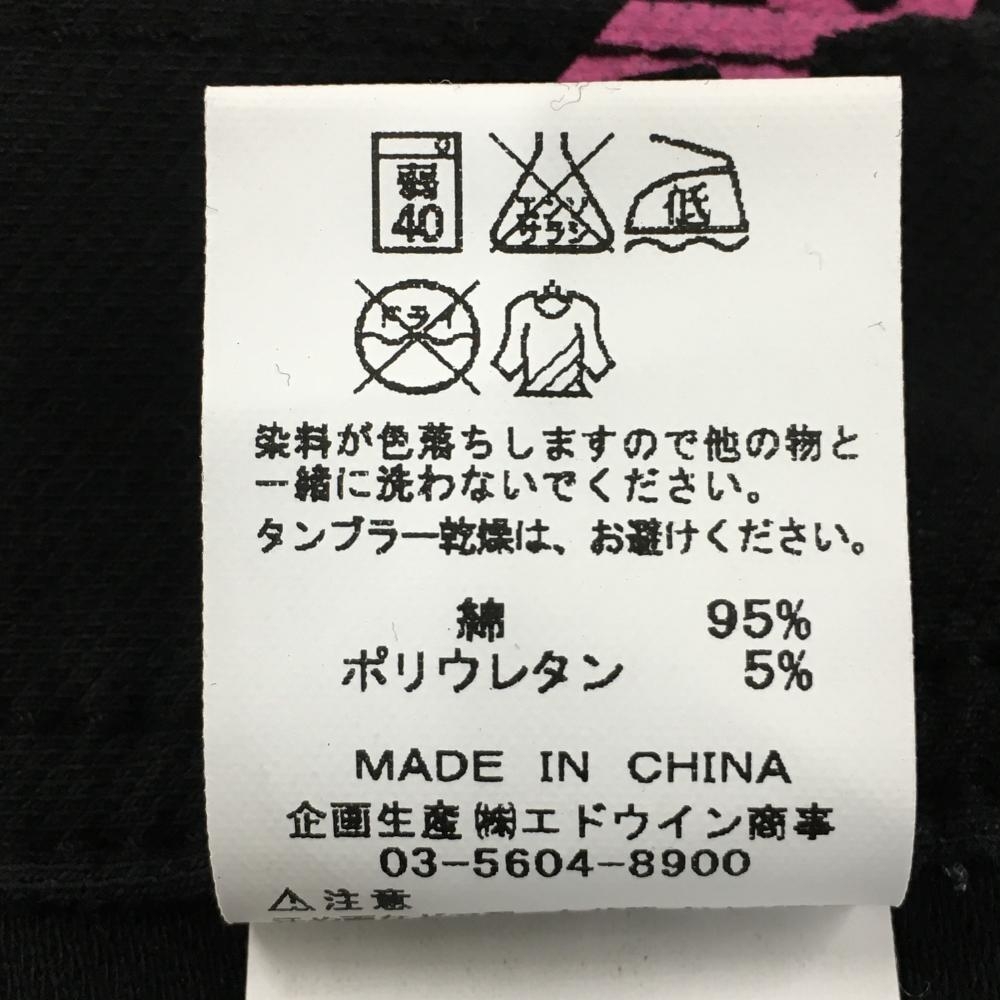 弱
40
エンソ
サラシ
低
ドライ
染料が色落ちしますので他の物と
一緒に洗わないでください。
タンブラー乾燥は、お避けください。
綿 95%
ポリウレタン 5%
MADE IN CHINA
企画生産㈱エドウイン商事
03-5604-8900
⚠注意